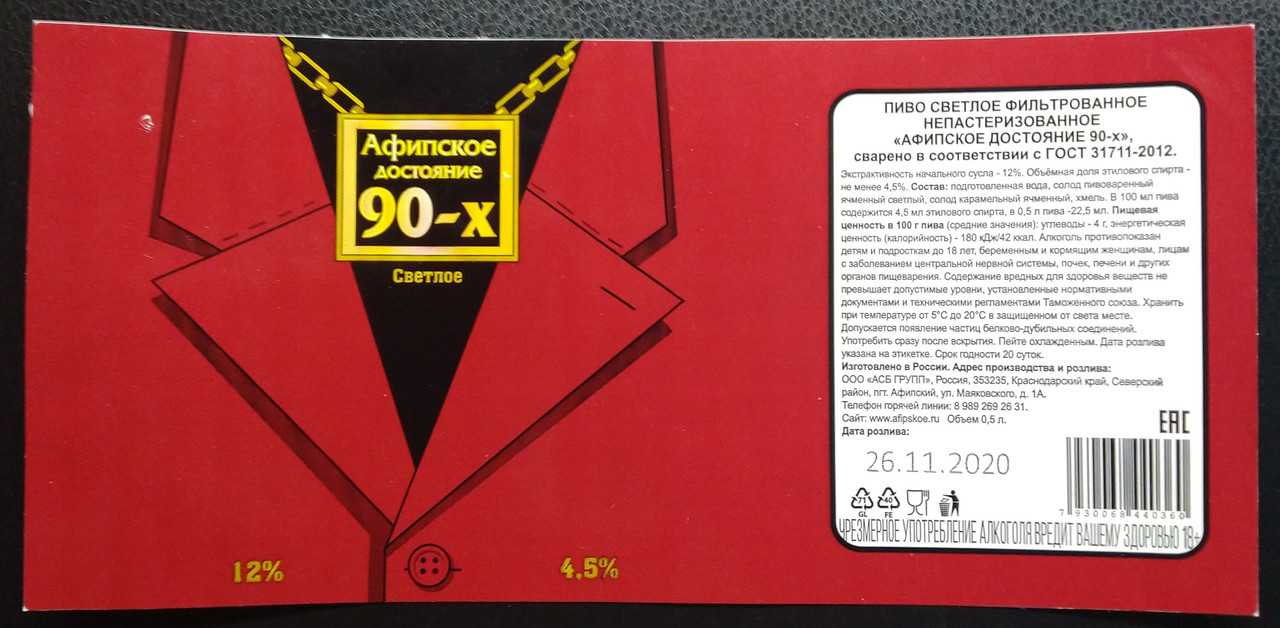 Афипское
достояние
90-х
Светлое
12%
4,5%
ПИВО СВЕТЛОЕ ФИЛЬТРОВАННОЕ
НЕПАСТЕРИЗОВАННОЕ
«АФИПСКОЕ ДОСТОЯНИЕ 90-х»,
сварено в соответствии с ГОСТ 31711-2012.
Экстрактивность начального сусла - 12%. Объёмная доля этилового спирта -
не менее 4,5%. Состав: подготовленная вода, солод пивоваренный
ячменный светлый, солод карамельный ячменный, хмель. В 100 мл пива
содержится 4,5 мл этилового спирта, в 0,5 л пива -22,5 мл. Пищевая
ценность в 100 г пива (средние значения): углеводы - 4 г, энергетическая
ценность (калорийность) - 180 кДж/42 ккал. Алкоголь противопоказан
детям и подросткам до 18 лет, беременным и кормящим женщинам, лицам
с заболеванием центральной нервной системы, почек, печени и других
органов пищеварения. Содержание вредных для здоровья веществ не
превышает допустимые уровни, установленные нормативными
документами и техническими регламентами Таможенного союза. Хранить
при температуре от 5°С до 20°С в защищенном от света месте.
Допускается появление частиц белково-дубильных соединений.
Употребить сразу после вскрытия. Пейте охлажденным. Дата розлива
указана на этикетке. Срок годности 20 суток.
Изготовлено в России. Адрес производства и розлива:
ООО «АСБ ГРУПП», Россия, 353235, Краснодарский край, Северский
район, пгт. Афипский, ул. Маяковского, д. 1А.
Телефон горячей линии: 8 989 269 26 31.
Сайт: www.afipskoe.ru Объем 0,5 л.
Дата розлива:
EAC
26.11.2020
71
GL
40
FE
7 930068 440360
ЧРЕЗМЕРНОЕ УПОТРЕБЛЕНИЕ АЛКОГОЛЯ ВРЕДИТ ВАШЕМУ ЗДОРОВЬЮ 18+